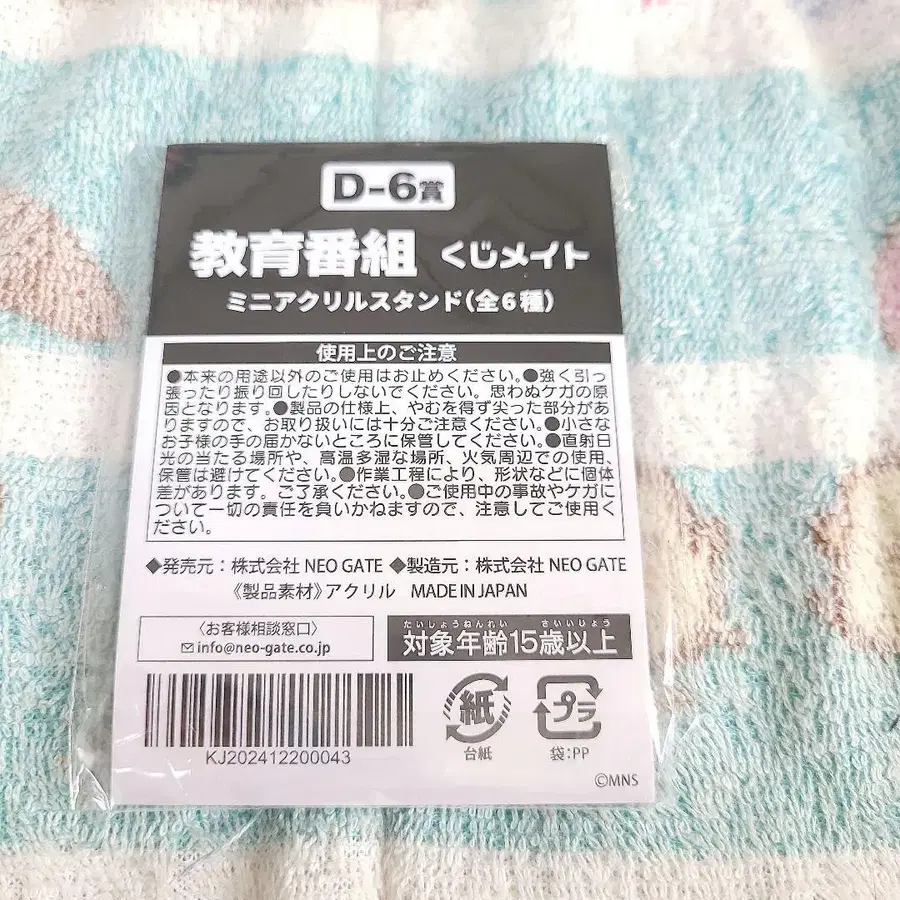 D-6賞
教育番組 くじメイト
ミニアクリルスタンド(全6種)
使用上のご注意
●本来の用途以外のご使用はお止めください。●強く引っ
張ったり振り回したりしないでください。思わぬケガの原
因となります。●製品の仕様上、やむを得ず尖った部分があ
りますので、お取り扱いには十分ご注意ください。●小さな
お子様の手の届かないところに保管してください。●直射日
光の当たる場所や、高温多湿な場所、火気周辺での使用、
保管は避けてください。●作業工程により、形状などに個体
差があります。ご了承ください。●ご使用中の事故やケガに
ついて一切の責任を負いかねますので、注意してご使用く
ださい。
◆発売元：株式会社 NEO GATE ◆製造元：株式会社 NEO GATE
《製品素材》アクリル MADE IN JAPAN
〈お客様相談窓口〉
info@neo-gate.co.jp
たいしょうねんれい さいいじょう
対象年齢15歳以上
KJ202412200043
紙
台紙
プラ
袋:PP
©MNS